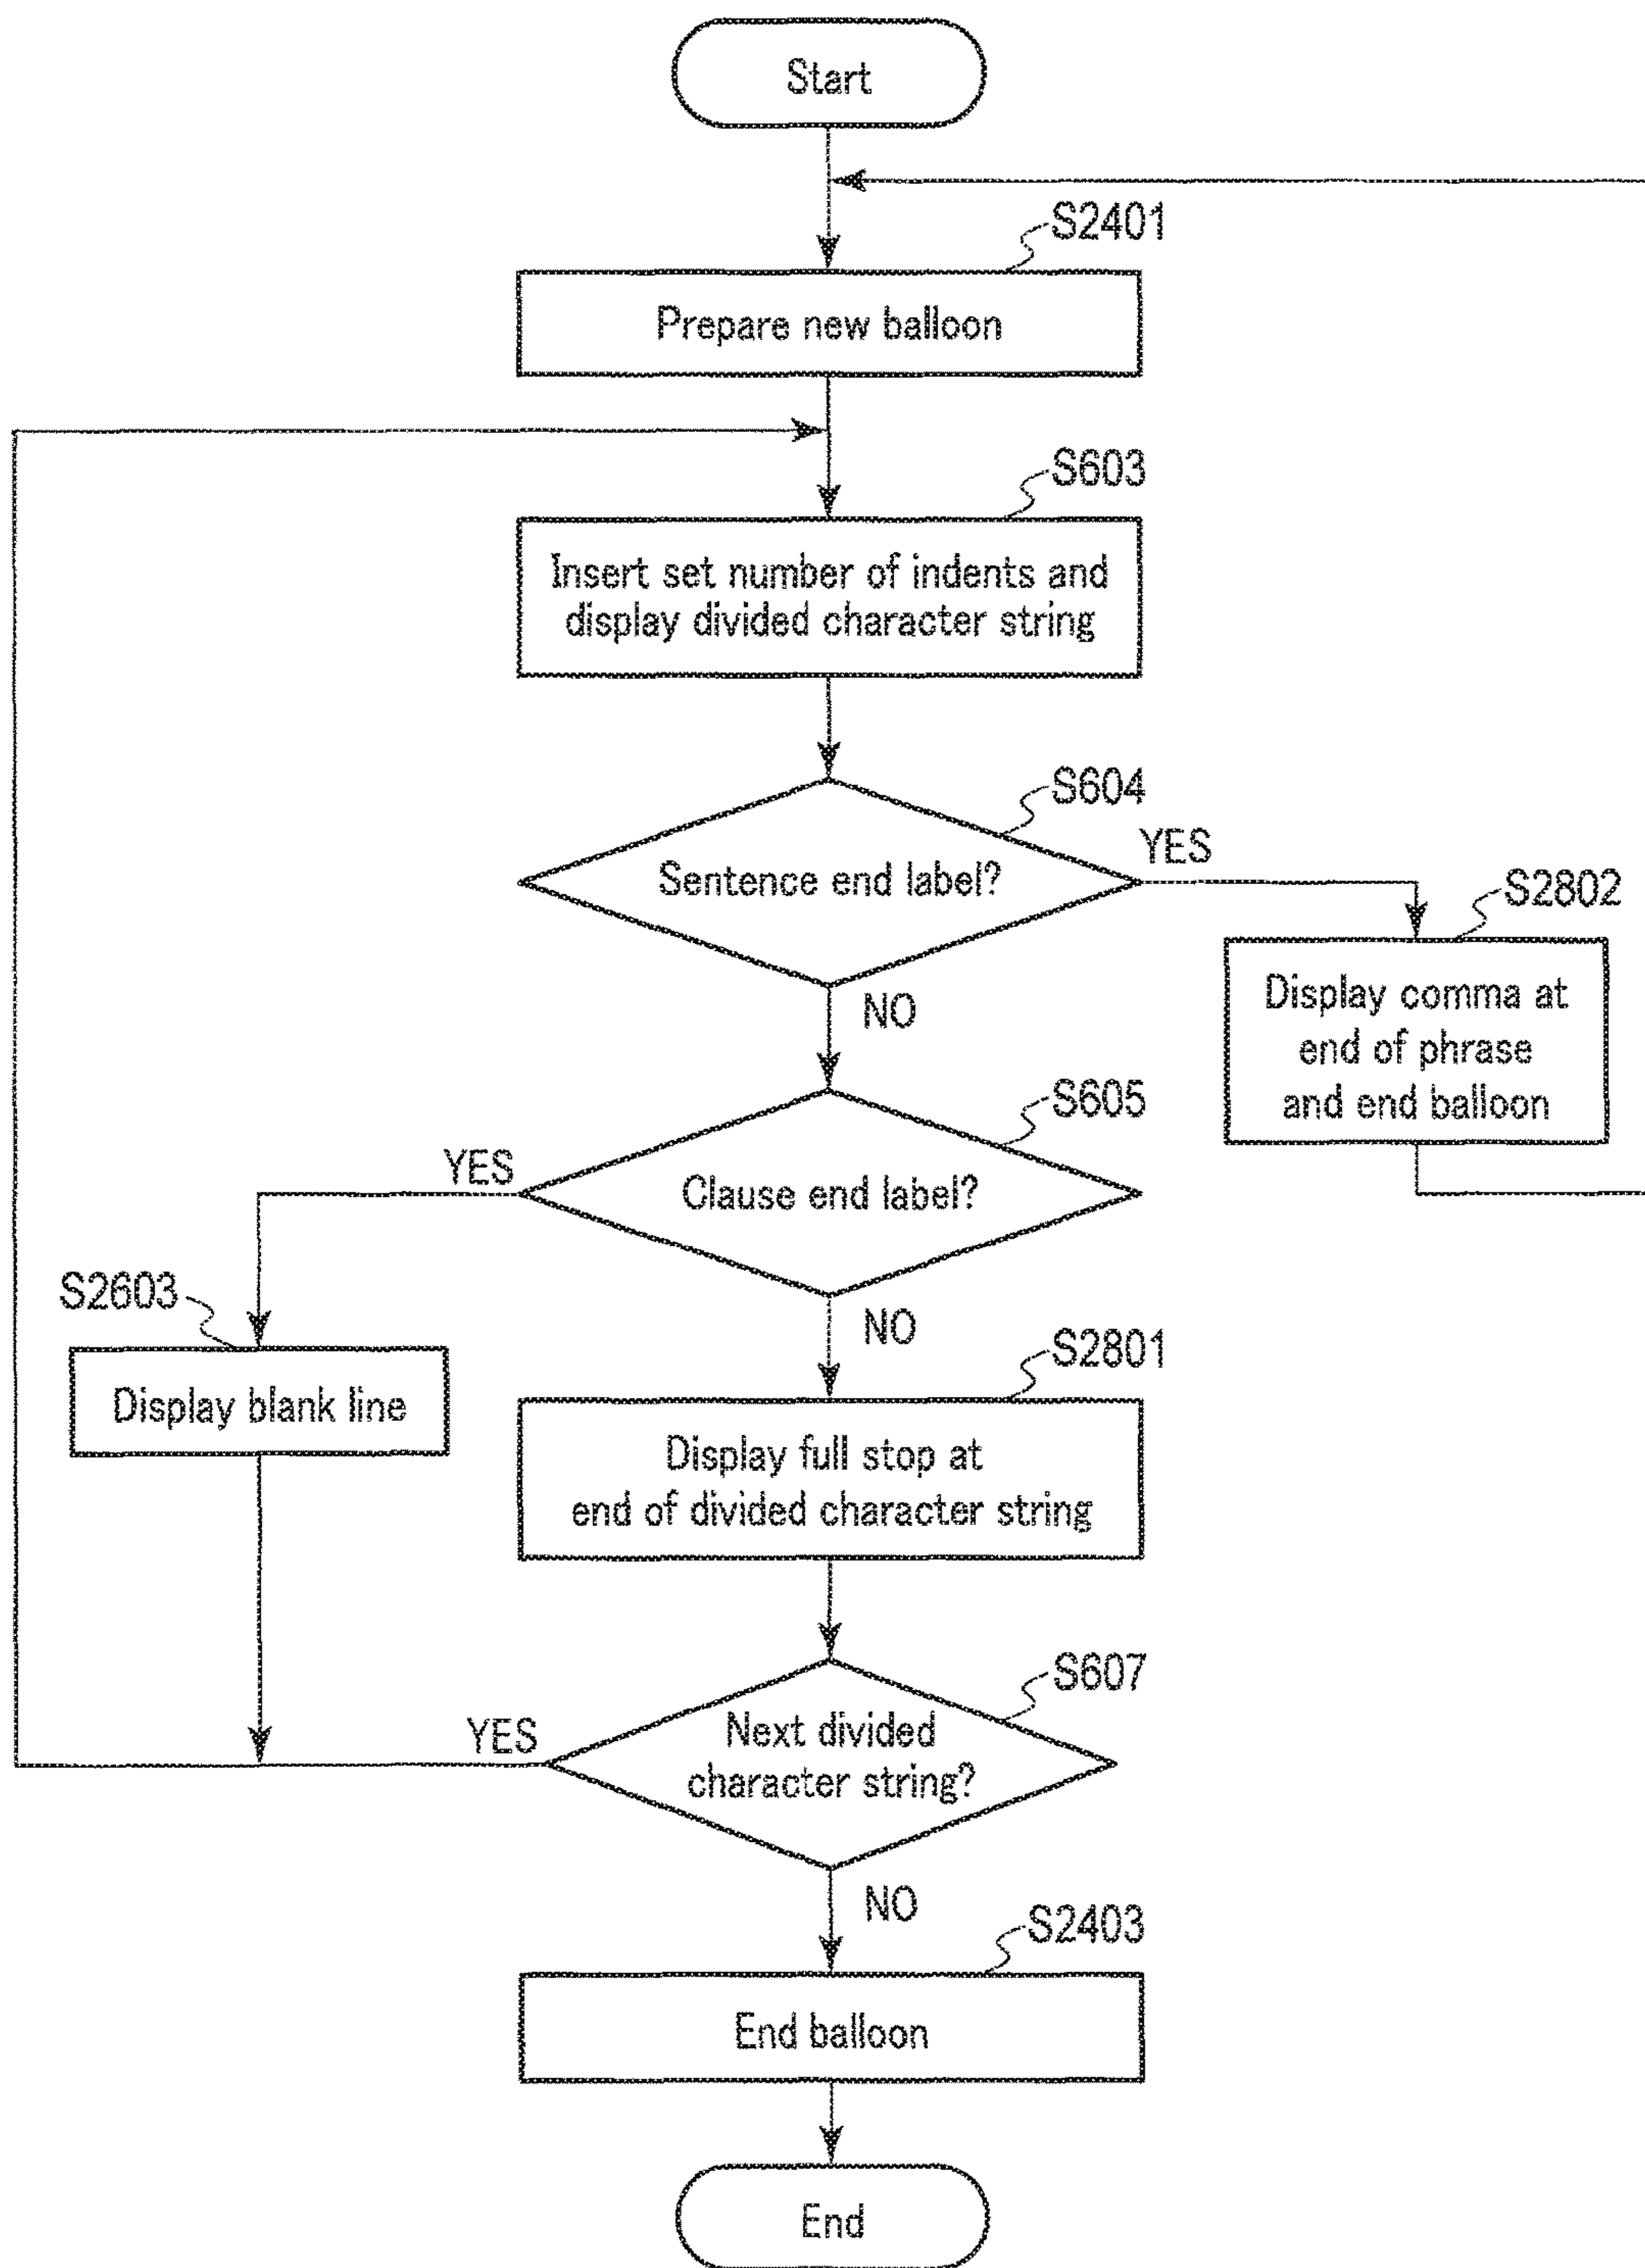 Start
S2401
Prepare new balloon
S603
Insert set number of indents and
display divided character string
S604
Sentence end label?
YES
S2802
Display comma at
end of phrase
and end balloon
NO
S605
Clause end label?
YES
S2603
Display blank line
NO
S2801
Display full stop at
end of divided character string
S607
Next divided
character string?
YES
NO
S2403
End balloon
End